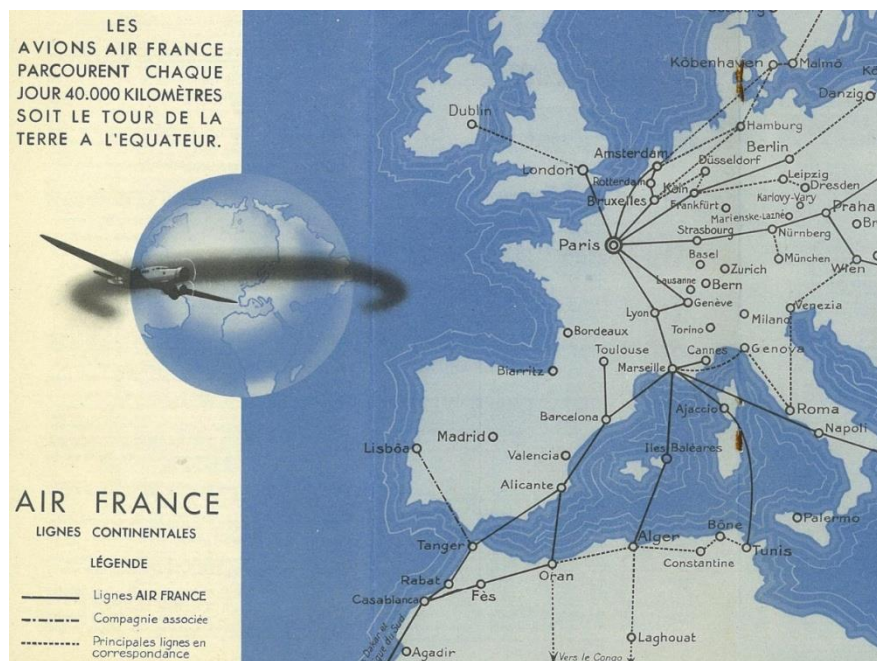 LES
AVIONS AIR FRANCE
PARCOURENT CHAQUE
JOUR 40.000 KILOMÈTRES
SOIT LE TOUR DE LA
TERRE A L'EQUATEUR.
AIR FRANCE
LIGNES CONTINENTALES
LÉGENDE
Lignes AIR FRANCE
Compagnie associée
Principales lignes en
correspondance
Köbenhaven
Malmö
Danzig
Dublin
Hamburg
Berlin
Amsterdam
Düsseldorf
London
Rotterdam
Köln
Leipzig
Dresden
Bruxelles
Frankfürt
Karlovy-Vary
Marienske-Lazné
Praha
Strasbourg
Nürnberg
Paris
Basel
Zurich
München
Wien
Lausanne
Bern
Genève
Venezia
Lyon
Milano
Torino
Bordeaux
Genova
Toulouse
Cannes
Biarritz
Marseille
Barcelona
Ajaccio
Roma
Napoli
Madrid
Lisbôa
Valencia
Iles Baléares
Alicante
Palermo
Tanger
Alger
Bône
Tunis
Constantine
Oran
Rabat
Fès
Casablanca
Laghouat
Agadir
Vers le Congo